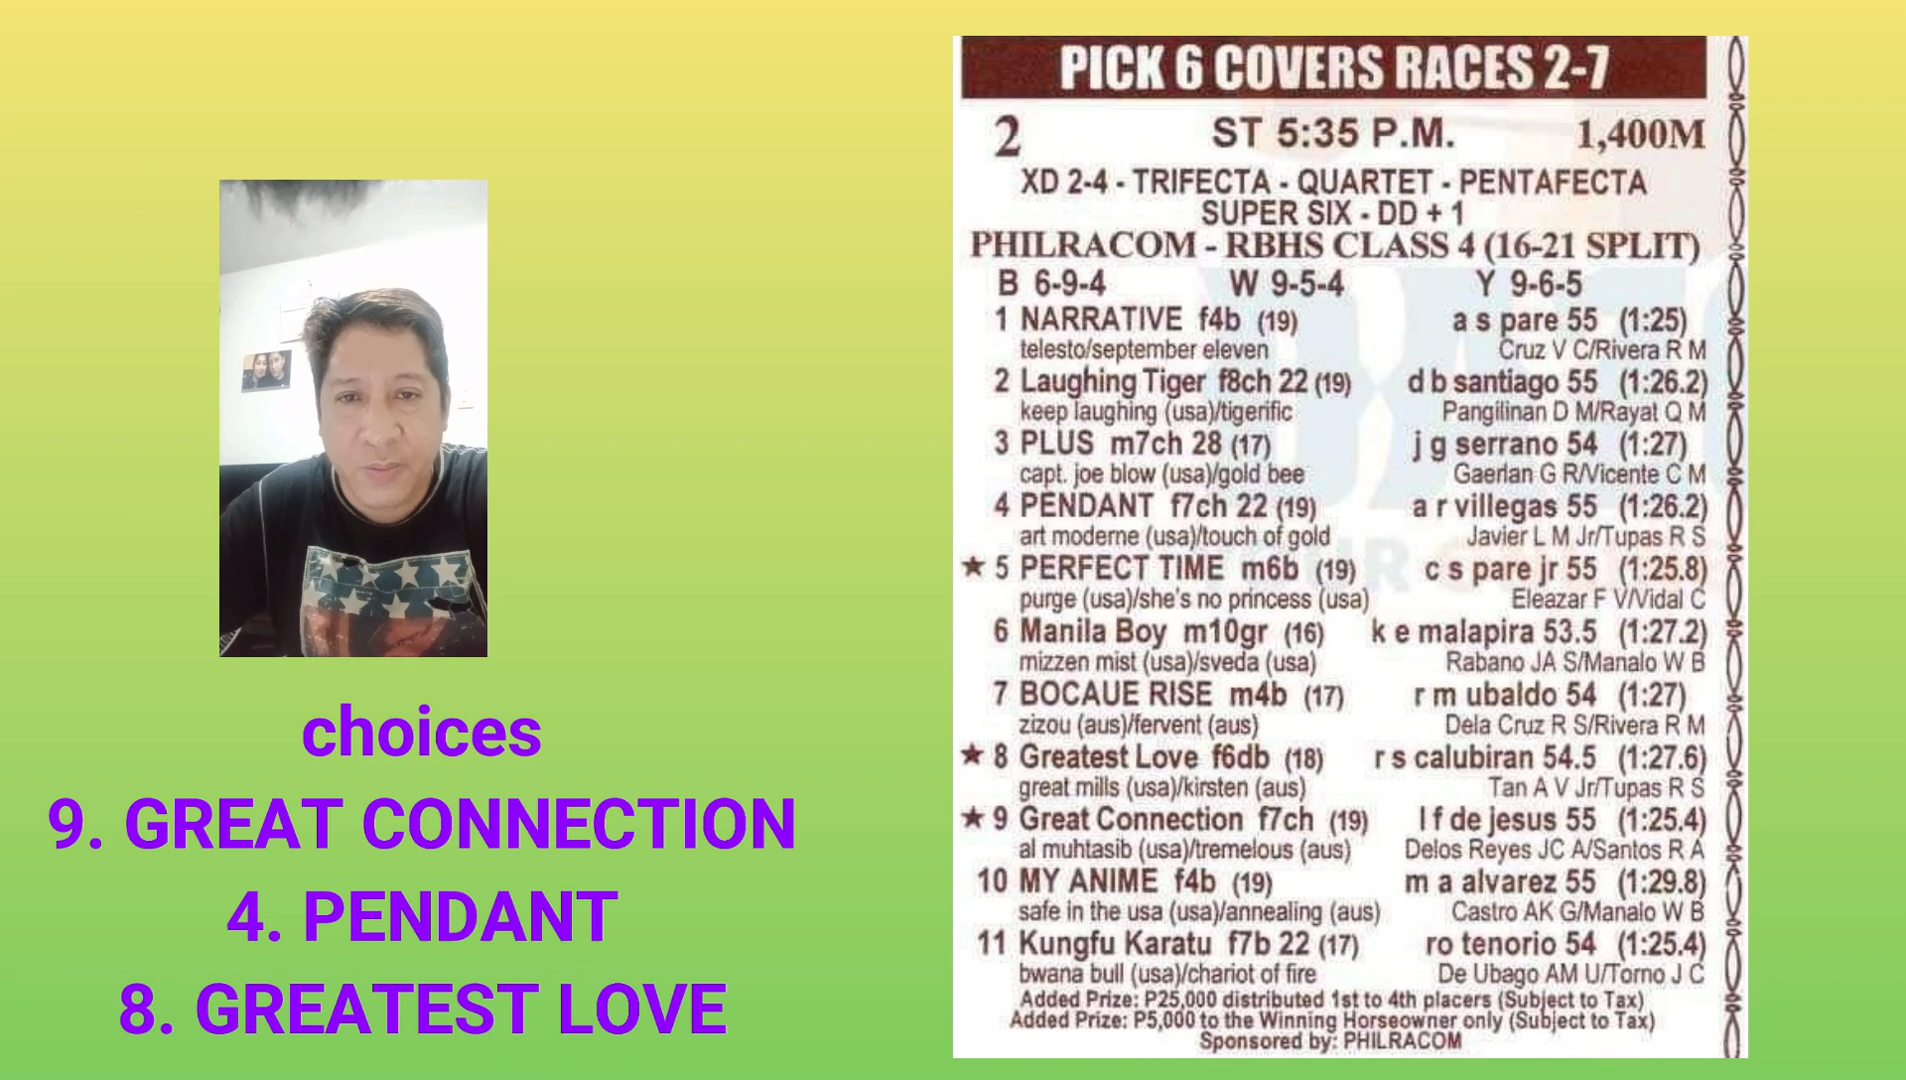 choices
9. GREAT CONNECTION
4. PENDANT
8. GREATEST LOVE
PICK 6 COVERS RACES 2-7
2 ST 5:35 P.M. 1,400M
XD 2-4 - TRIFECTA - QUARTET - PENTAFECTA
SUPER SIX - DD + 1
PHILRACOM - RBHS CLASS 4 (16-21 SPLIT)
B 6-9-4 W 9-5-4 Y 9-6-5
1 NARRATIVE f4b (19) a s pare 55 (1:25)
telesto/september eleven Cruz V C/Rivera R M
2 Laughing Tiger f8ch 22 (19) d b santiago 55 (1:26.2)
keep laughing (usa)/tigerific Pangilinan D M/Rayat Q M
3 PLUS m7ch 28 (17) j g serrano 54 (1:27)
capt. joe blow (usa)/gold bee Gaerlan G R/Vicente C M
4 PENDANT f7ch 22 (19) a r villegas 55 (1:26.2)
art moderne (usa)/touch of gold Javier L M Jr/Tupas R S
★ 5 PERFECT TIME m6b (19) c s pare jr 55 (1:25.8)
purge (usa)/she's no princess (usa) Eleazar F V/Vidal C
6 Manila Boy m10gr (16) k e malapira 53.5 (1:27.2)
mizzen mist (usa)/sveda (usa) Rabano JA S/Manalo W B
7 BOCAUE RISE m4b (17) r m ubaldo 54 (1:27)
zizou (aus)/fervent (aus) Dela Cruz R S/Rivera R M
★ 8 Greatest Love f6db (18) r s calubiran 54.5 (1:27.6)
great mills (usa)/kirsten (aus) Tan A V Jr/Tupas R S
★ 9 Great Connection f7ch (19) l f de jesus 55 (1:25.4)
al muhtasib (usa)/tremelous (aus) Delos Reyes JC A/Santos R A
10 MY ANIME f4b (19) m a alvarez 55 (1:29.8)
safe in the usa (usa)/annealing (aus) Castro AK G/Manalo W B
11 Kungfu Karatu f7b 22 (17) ro tenorio 54 (1:25.4)
bwana bull (usa)/chariot of fire De Ubago AM U/Torno J C
Added Prize: P25,000 distributed 1st to 4th placers (Subject to Tax)
Added Prize: P5,000 to the Winning Horseowner only (Subject to Tax)
Sponsored by: PHILRACOM